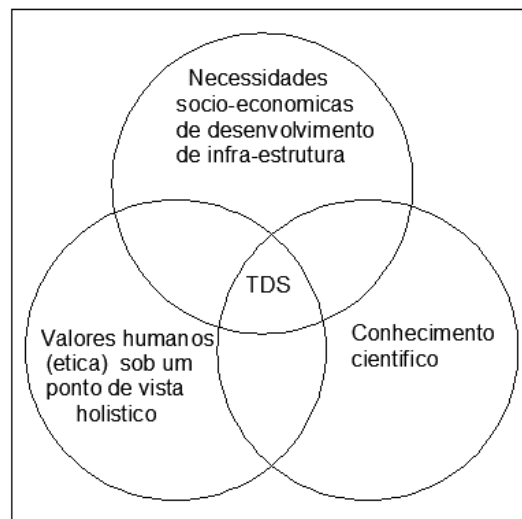 Necessidades
socio-economicas
de desenvolvimento
de infra-estrutura
TDS
Valores humanos
(etica) sob um
ponto de vista
holistico
Conhecimento
cientifico